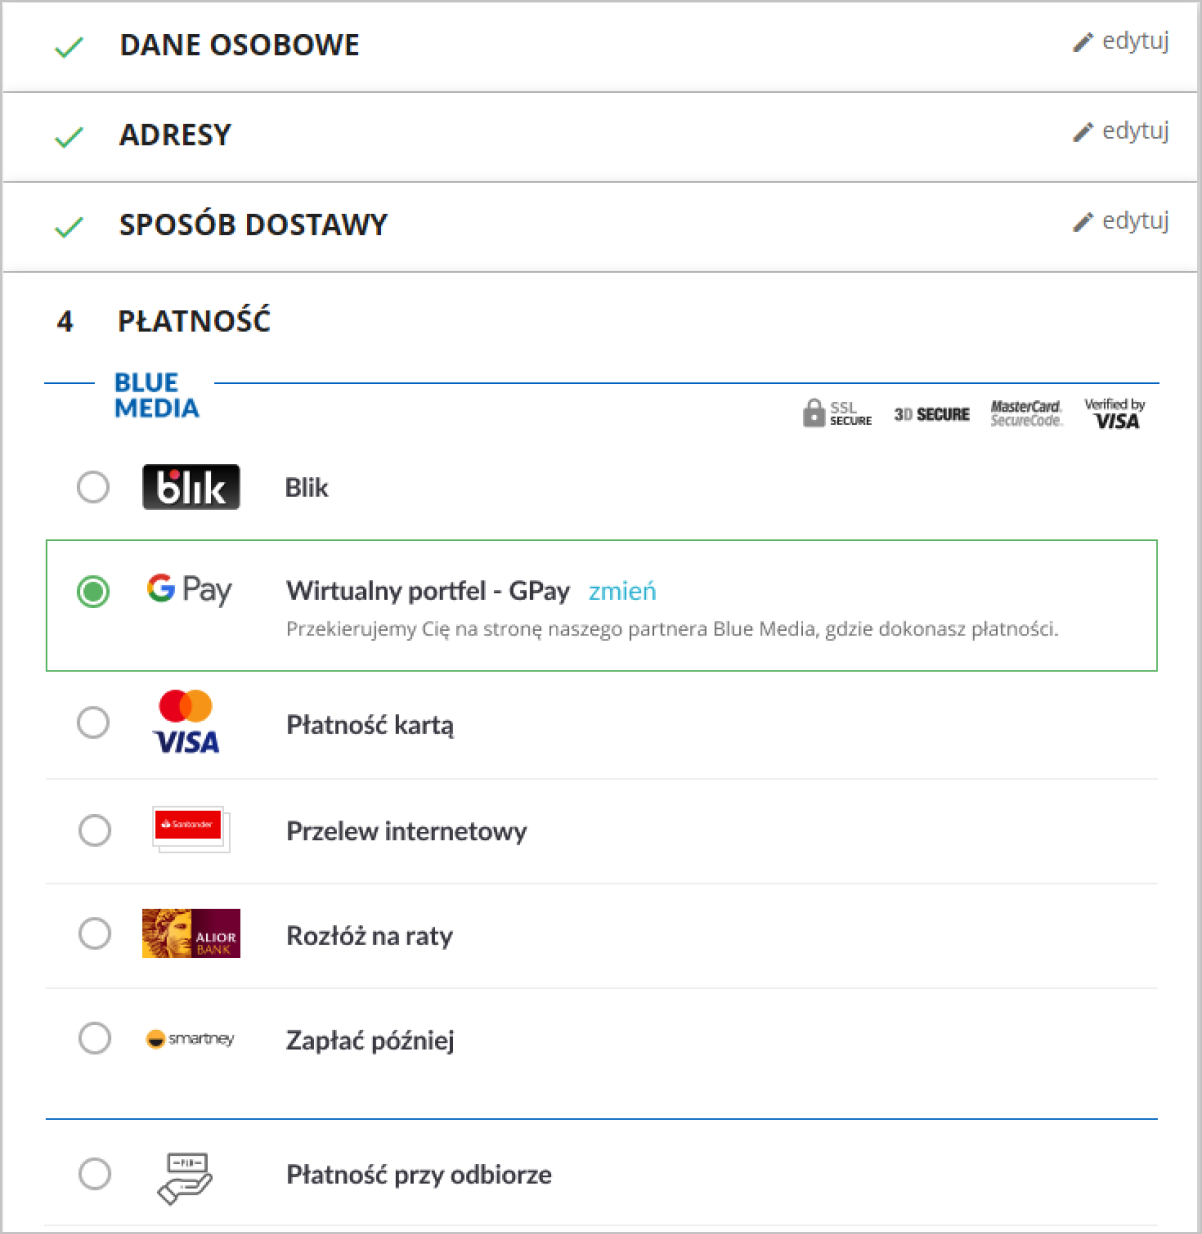 DANE OSOBOWE
edytuj
ADRESY
edytuj
SPOSÓB DOSTAWY
edytuj
4 PŁATNOŚĆ
BLUE
MEDIA
SSL
SECURE
3D SECURE
MasterCard.
SecureCode.
Verified by
VISA
blik
Blik
G Pay
Wirtualny portfel - GPay zmień
Przekierujemy Cię na stronę naszego partnera Blue Media, gdzie dokonasz płatności.
VISA
Płatność kartą
Santander
Przelew internetowy
ALIOR
BANK
Rozłóż na raty
smartney
Zapłać później
PLN
Płatność przy odbiorze